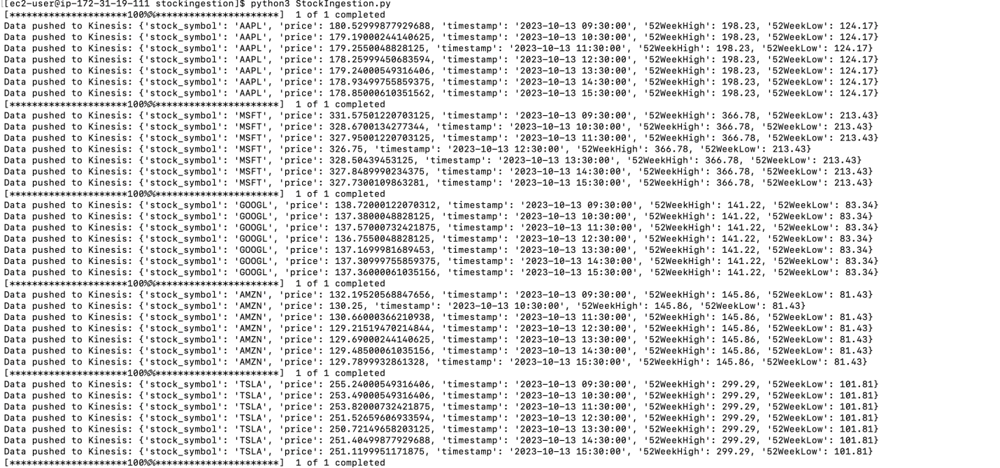 [[ec2-user@ip-172-31-19-111 stockingestion]$ python3 StockIngestion.py
[*********************100%%**********************]  1 of 1 completed
Data pushed to Kinesis: {'stock_symbol': 'AAPL', 'price': 180.52999877929688, 'timestamp': '2023-10-13 09:30:00', '52WeekHigh': 198.23, '52WeekLow': 124.17}
Data pushed to Kinesis: {'stock_symbol': 'AAPL', 'price': 179.19000244140625, 'timestamp': '2023-10-13 10:30:00', '52WeekHigh': 198.23, '52WeekLow': 124.17}
Data pushed to Kinesis: {'stock_symbol': 'AAPL', 'price': 179.2550048828125, 'timestamp': '2023-10-13 11:30:00', '52WeekHigh': 198.23, '52WeekLow': 124.17}
Data pushed to Kinesis: {'stock_symbol': 'AAPL', 'price': 178.25999450683594, 'timestamp': '2023-10-13 12:30:00', '52WeekHigh': 198.23, '52WeekLow': 124.17}
Data pushed to Kinesis: {'stock_symbol': 'AAPL', 'price': 179.24000549316406, 'timestamp': '2023-10-13 13:30:00', '52WeekHigh': 198.23, '52WeekLow': 124.17}
Data pushed to Kinesis: {'stock_symbol': 'AAPL', 'price': 178.93499755859375, 'timestamp': '2023-10-13 14:30:00', '52WeekHigh': 198.23, '52WeekLow': 124.17}
Data pushed to Kinesis: {'stock_symbol': 'AAPL', 'price': 178.85000610351562, 'timestamp': '2023-10-13 15:30:00', '52WeekHigh': 198.23, '52WeekLow': 124.17}
[*********************100%%**********************]  1 of 1 completed
Data pushed to Kinesis: {'stock_symbol': 'MSFT', 'price': 331.57501220703125, 'timestamp': '2023-10-13 09:30:00', '52WeekHigh': 366.78, '52WeekLow': 213.43}
Data pushed to Kinesis: {'stock_symbol': 'MSFT', 'price': 328.6700134277344, 'timestamp': '2023-10-13 10:30:00', '52WeekHigh': 366.78, '52WeekLow': 213.43}
Data pushed to Kinesis: {'stock_symbol': 'MSFT', 'price': 327.95001220703125, 'timestamp': '2023-10-13 11:30:00', '52WeekHigh': 366.78, '52WeekLow': 213.43}
Data pushed to Kinesis: {'stock_symbol': 'MSFT', 'price': 326.75, 'timestamp': '2023-10-13 12:30:00', '52WeekHigh': 366.78, '52WeekLow': 213.43}
Data pushed to Kinesis: {'stock_symbol': 'MSFT', 'price': 328.50439453125, 'timestamp': '2023-10-13 13:30:00', '52WeekHigh': 366.78, '52WeekLow': 213.43}
Data pushed to Kinesis: {'stock_symbol': 'MSFT', 'price': 327.8489990234375, 'timestamp': '2023-10-13 14:30:00', '52WeekHigh': 366.78, '52WeekLow': 213.43}
Data pushed to Kinesis: {'stock_symbol': 'MSFT', 'price': 327.7300109863281, 'timestamp': '2023-10-13 15:30:00', '52WeekHigh': 366.78, '52WeekLow': 213.43}
[*********************100%%**********************]  1 of 1 completed
Data pushed to Kinesis: {'stock_symbol': 'GOOGL', 'price': 138.72000122070312, 'timestamp': '2023-10-13 09:30:00', '52WeekHigh': 141.22, '52WeekLow': 83.34}
Data pushed to Kinesis: {'stock_symbol': 'GOOGL', 'price': 137.3800048828125, 'timestamp': '2023-10-13 10:30:00', '52WeekHigh': 141.22, '52WeekLow': 83.34}
Data pushed to Kinesis: {'stock_symbol': 'GOOGL', 'price': 137.57000732421875, 'timestamp': '2023-10-13 11:30:00', '52WeekHigh': 141.22, '52WeekLow': 83.34}
Data pushed to Kinesis: {'stock_symbol': 'GOOGL', 'price': 136.7550048828125, 'timestamp': '2023-10-13 12:30:00', '52WeekHigh': 141.22, '52WeekLow': 83.34}
Data pushed to Kinesis: {'stock_symbol': 'GOOGL', 'price': 137.1699981689453, 'timestamp': '2023-10-13 13:30:00', '52WeekHigh': 141.22, '52WeekLow': 83.34}
Data pushed to Kinesis: {'stock_symbol': 'GOOGL', 'price': 137.30999755859375, 'timestamp': '2023-10-13 14:30:00', '52WeekHigh': 141.22, '52WeekLow': 83.34}
Data pushed to Kinesis: {'stock_symbol': 'GOOGL', 'price': 137.36000061035156, 'timestamp': '2023-10-13 15:30:00', '52WeekHigh': 141.22, '52WeekLow': 83.34}
[*********************100%%**********************]  1 of 1 completed
Data pushed to Kinesis: {'stock_symbol': 'AMZN', 'price': 132.19520568847656, 'timestamp': '2023-10-13 09:30:00', '52WeekHigh': 145.86, '52WeekLow': 81.43}
Data pushed to Kinesis: {'stock_symbol': 'AMZN', 'price': 130.25, 'timestamp': '2023-10-13 10:30:00', '52WeekHigh': 145.86, '52WeekLow': 81.43}
Data pushed to Kinesis: {'stock_symbol': 'AMZN', 'price': 130.66000366210938, 'timestamp': '2023-10-13 11:30:00', '52WeekHigh': 145.86, '52WeekLow': 81.43}
Data pushed to Kinesis: {'stock_symbol': 'AMZN', 'price': 129.21519470214844, 'timestamp': '2023-10-13 12:30:00', '52WeekHigh': 145.86, '52WeekLow': 81.43}
Data pushed to Kinesis: {'stock_symbol': 'AMZN', 'price': 129.69000244140625, 'timestamp': '2023-10-13 13:30:00', '52WeekHigh': 145.86, '52WeekLow': 81.43}
Data pushed to Kinesis: {'stock_symbol': 'AMZN', 'price': 129.48500061035156, 'timestamp': '2023-10-13 14:30:00', '52WeekHigh': 145.86, '52WeekLow': 81.43}
Data pushed to Kinesis: {'stock_symbol': 'AMZN', 'price': 129.7899932861328, 'timestamp': '2023-10-13 15:30:00', '52WeekHigh': 145.86, '52WeekLow': 81.43}
[*********************100%%**********************]  1 of 1 completed
Data pushed to Kinesis: {'stock_symbol': 'TSLA', 'price': 255.24000549316406, 'timestamp': '2023-10-13 09:30:00', '52WeekHigh': 299.29, '52WeekLow': 101.81}
Data pushed to Kinesis: {'stock_symbol': 'TSLA', 'price': 253.49000549316406, 'timestamp': '2023-10-13 10:30:00', '52WeekHigh': 299.29, '52WeekLow': 101.81}
Data pushed to Kinesis: {'stock_symbol': 'TSLA', 'price': 253.82000732421875, 'timestamp': '2023-10-13 11:30:00', '52WeekHigh': 299.29, '52WeekLow': 101.81}
Data pushed to Kinesis: {'stock_symbol': 'TSLA', 'price': 251.52659606933594, 'timestamp': '2023-10-13 12:30:00', '52WeekHigh': 299.29, '52WeekLow': 101.81}
Data pushed to Kinesis: {'stock_symbol': 'TSLA', 'price': 250.72149658203125, 'timestamp': '2023-10-13 13:30:00', '52WeekHigh': 299.29, '52WeekLow': 101.81}
Data pushed to Kinesis: {'stock_symbol': 'TSLA', 'price': 251.40499877929688, 'timestamp': '2023-10-13 14:30:00', '52WeekHigh': 299.29, '52WeekLow': 101.81}
Data pushed to Kinesis: {'stock_symbol': 'TSLA', 'price': 251.1199951171875, 'timestamp': '2023-10-13 15:30:00', '52WeekHigh': 299.29, '52WeekLow': 101.81}
[*********************100%%**********************]  1 of 1 completed